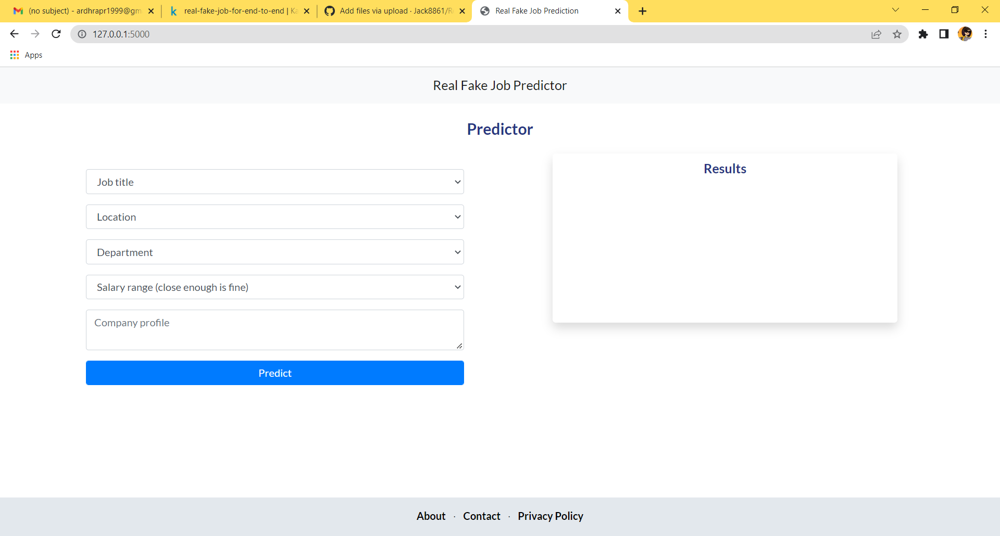 (no subject) - ardhrapr1999@gm
real-fake-job-for-end-to-end | Ka
Add files via upload · Jack8861/Re
Real Fake Job Prediction
127.0.0.1:5000
Apps
Real Fake Job Predictor
Predictor
Job title
Location
Department
Salary range (close enough is fine)
Company profile
Predict
Results
About · Contact · Privacy Policy